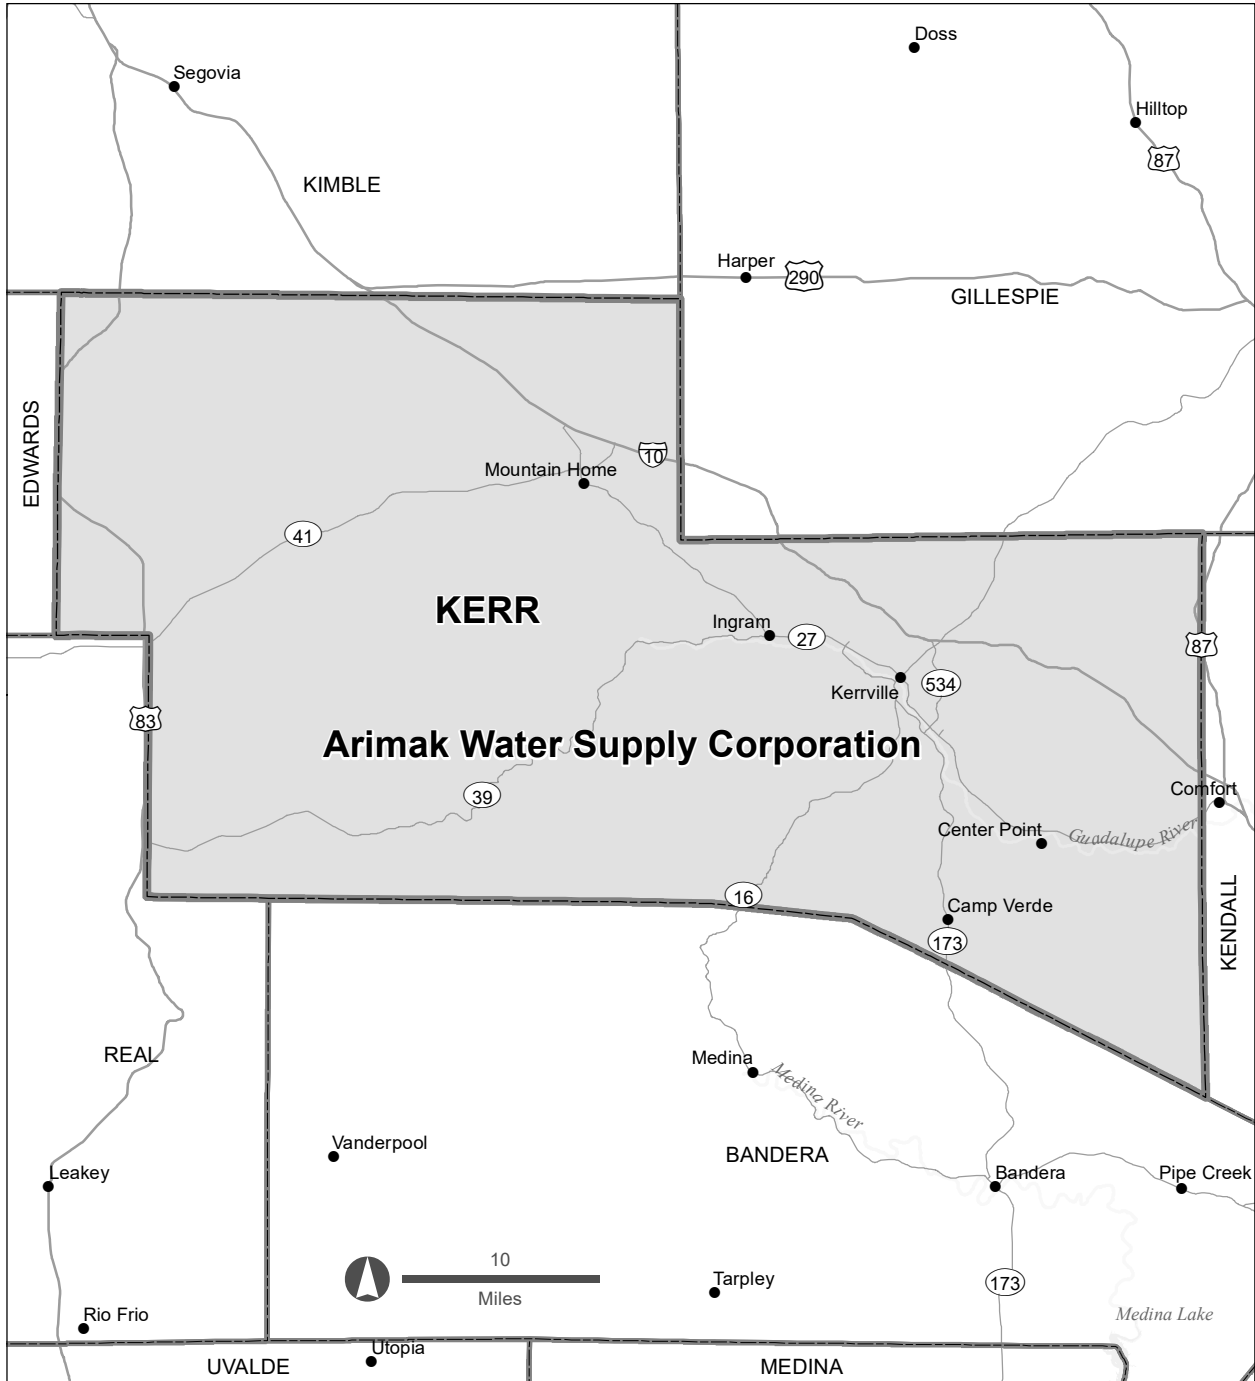 Doss
Segovia
Hilltop
87
KIMBLE
Harper
290
GILLESPIE
EDWARDS
10
Mountain Home
41
KERR
Ingram
27
87
Kerrville
534
83
Arimak Water Supply Corporation
39
Comfort
Center Point
Guadalupe River
16
Camp Verde
KENDALL
173
REAL
Medina
Medina River
Vanderpool
BANDERA
Leakey
Bandera
Pipe Creek
10
Miles
Tarpley
173
Rio Frio
Medina Lake
Utopia
UVALDE
MEDINA